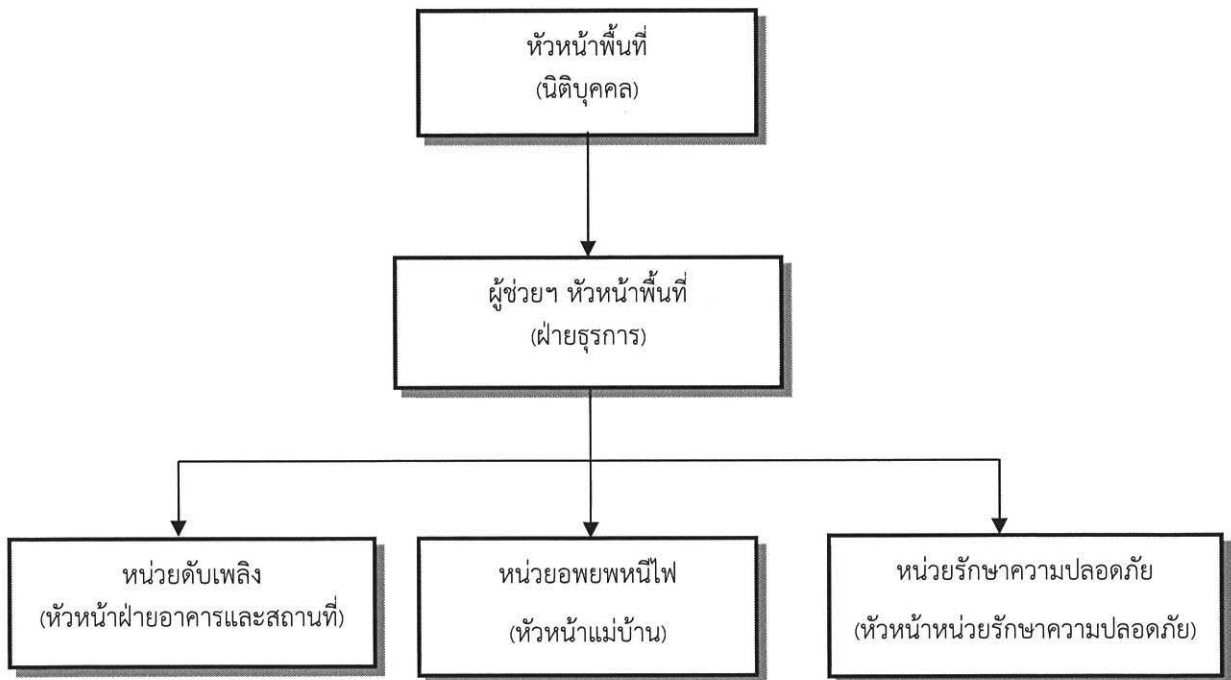 หัวหน้าพื้นที่
(นิติบุคคล)
ผู้ช่วยฯ หัวหน้าพื้นที่
(ฝ่ายธุรการ)
หน่วยดับเพลิง
(หัวหน้าฝ่ายอาคารและสถานที่)
หน่วยอพยพหนีไฟ
(หัวหน้าแม่บ้าน)
หน่วยรักษาความปลอดภัย
(หัวหน้าหน่วยรักษาความปลอดภัย)